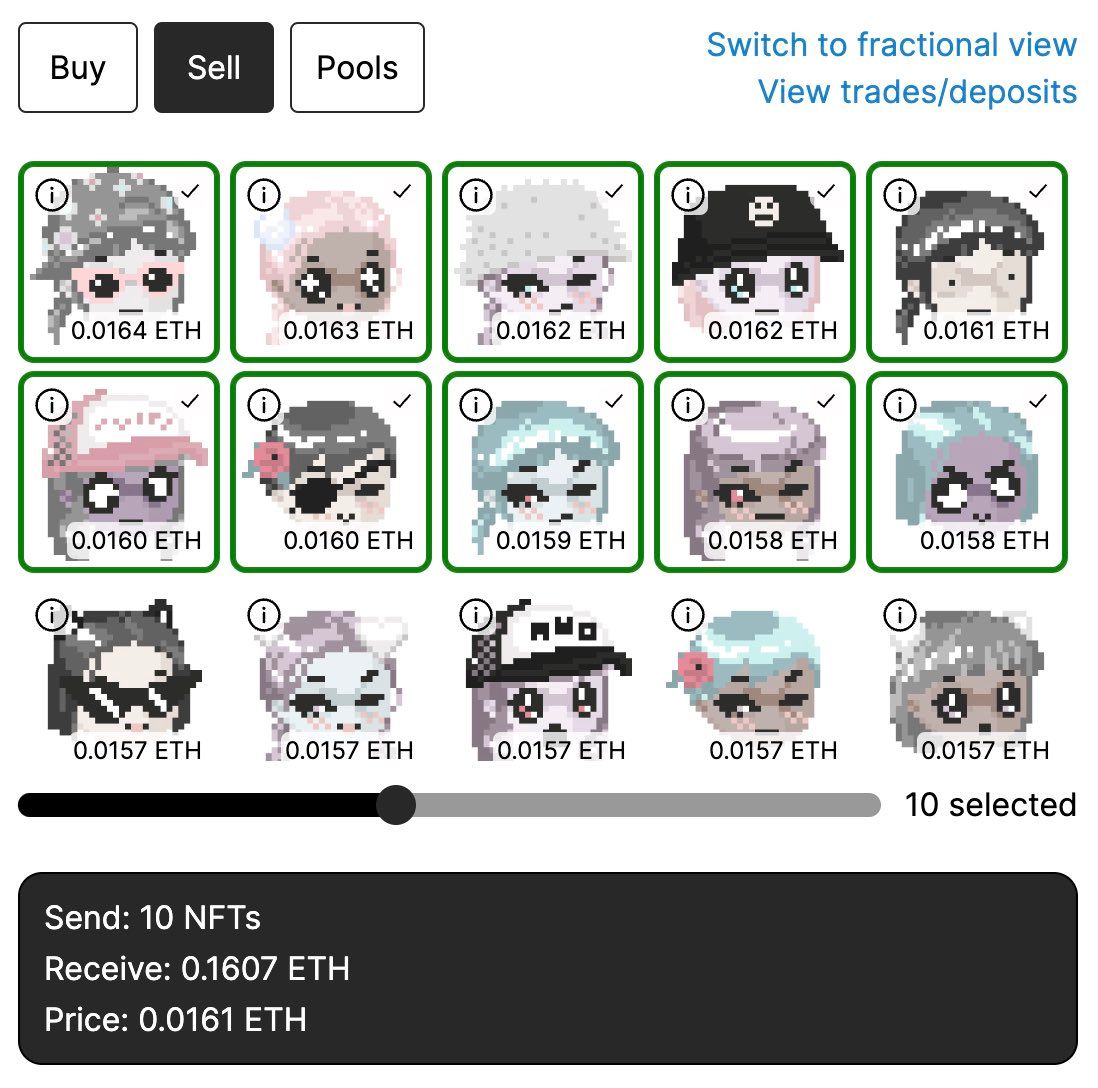 Buy
Sell
Pools
Switch to fractional view
View trades/deposits
0.0164 ETH
0.0163 ETH
0.0162 ETH
0.0162 ETH
0.0161 ETH
0.0160 ETH
0.0160 ETH
0.0159 ETH
0.0158 ETH
0.0158 ETH
0.0157 ETH
0.0157 ETH
0.0157 ETH
0.0157 ETH
0.0157 ETH
10 selected
Send: 10 NFTs
Receive: 0.1607 ETH
Price: 0.0161 ETH